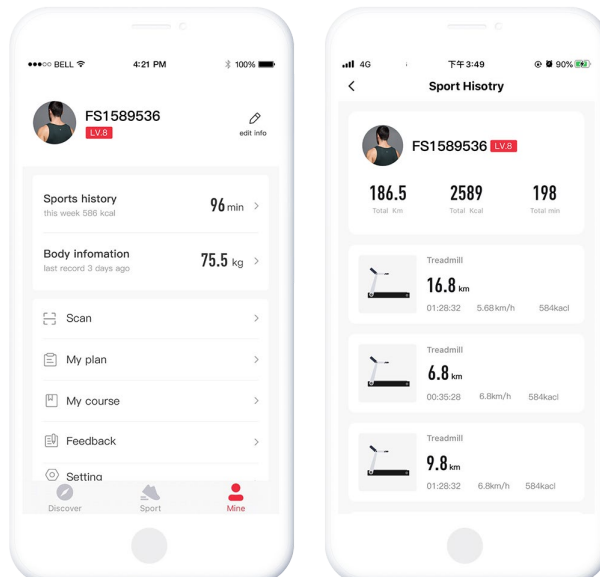 BELL 4:21 PM 100%
FS1589536
LV.8
edit info
Sports history
this week 586 kcal
96 min
Body infomation
last record 3 days ago
75.5 kg
Scan
My plan
My course
Feedback
Setting
Discover Sport Mine
4G 下午3:49 90%
Sport Hisotry
FS1589536 LV.8
186.5 2589 198
Total Km Total Kcal Total min
Treadmill
16.8 km
01:28:32 5.68km/h 584kacl
Treadmill
6.8 km
00:35:28 6.8km/h 584kacl
Treadmill
9.8 km
01:28:32 6.8km/h 584kacl